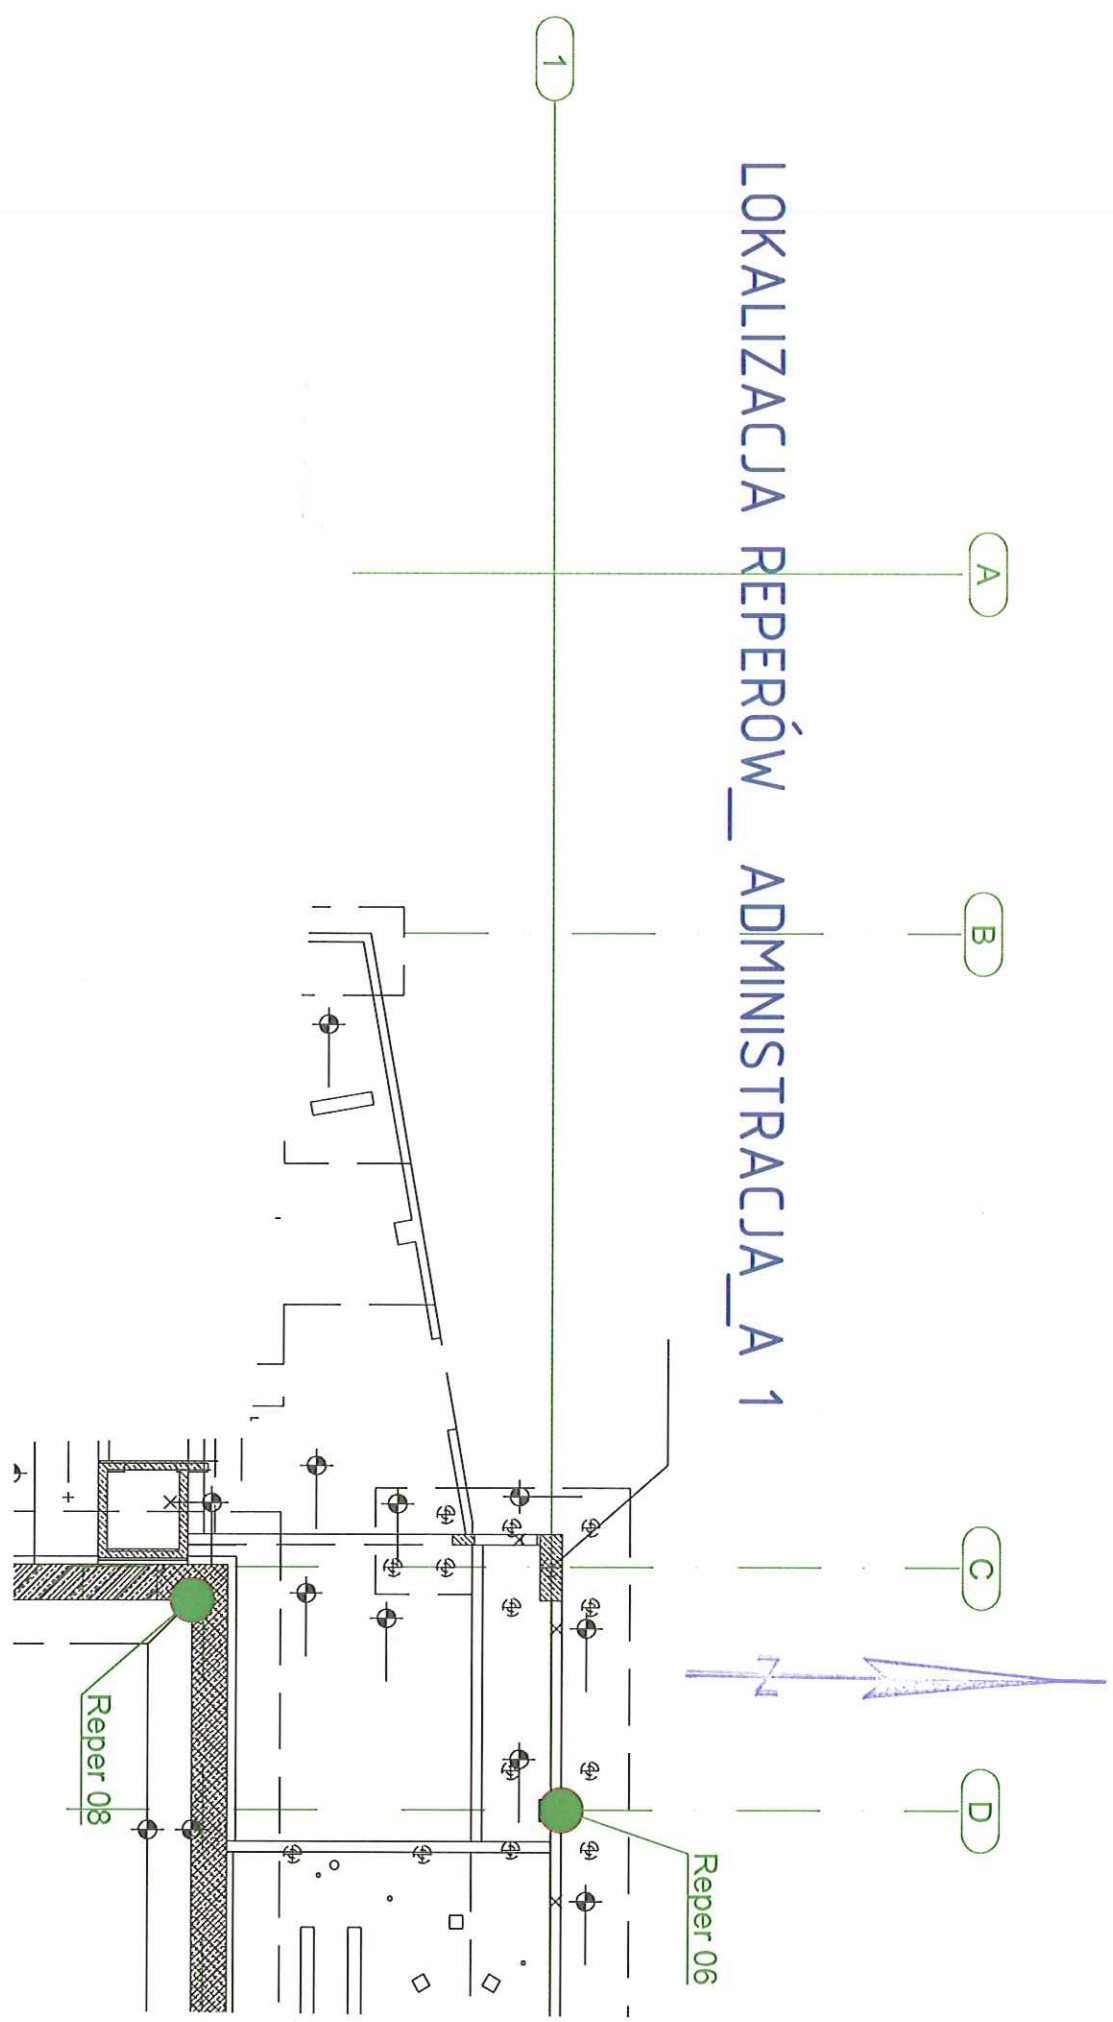 LOKALIZACJA REPERÓW_ ADMINISTRACJA_A 1
1
A
B
C
D
N
Reper 06
Reper 08